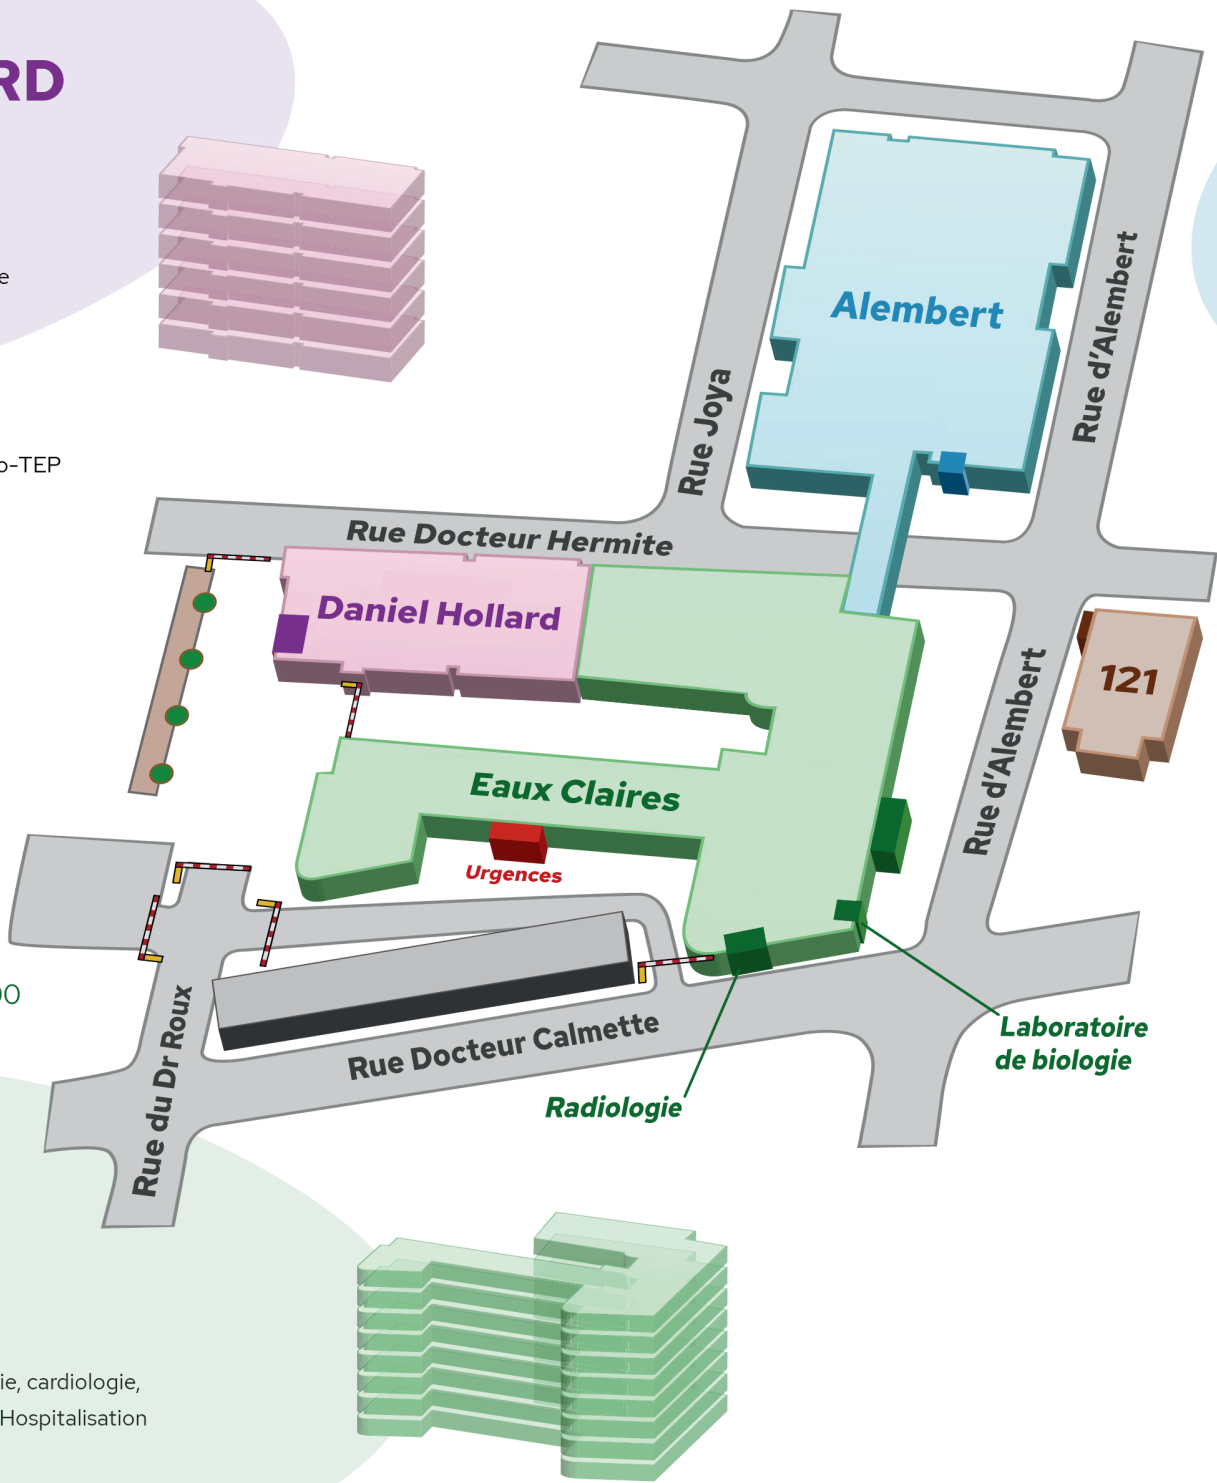 RD
e
o-TEP
Alembert
Rue d'Alembert
Rue Joya
Rue Docteur Hermite
Daniel Hollard
121
Rue d'Alembert
Eaux Claires
Urgences
00
Rue du Dr Roux
Rue Docteur Calmette
Laboratoire
de biologie
Radiologie
ie, cardiologie,
Hospitalisation